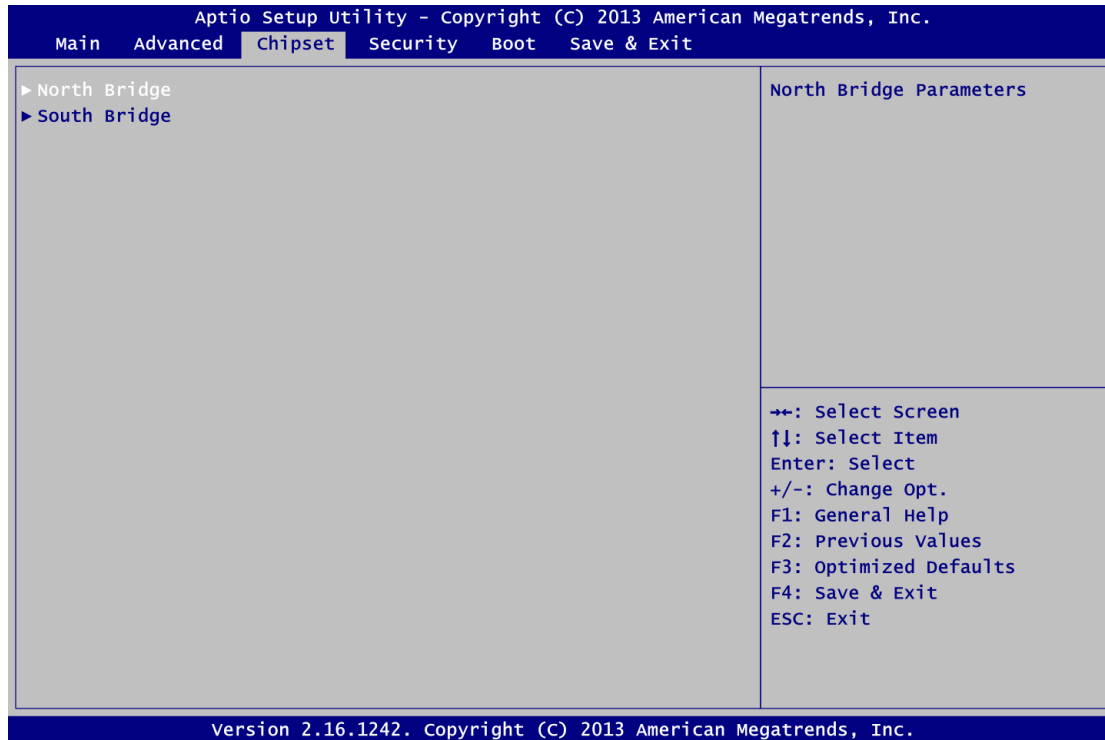 Aptio Setup Utility – Copyright (C) 2013 American Megatrends, Inc.
Main Advanced Chipset Security Boot Save & Exit
►North Bridge
►South Bridge
North Bridge Parameters
→←: Select Screen
↑↓: Select Item
Enter: Select
+/-: Change Opt.
F1: General Help
F2: Previous Values
F3: Optimized Defaults
F4: Save & Exit
ESC: Exit
Version 2.16.1242. Copyright (C) 2013 American Megatrends, Inc.